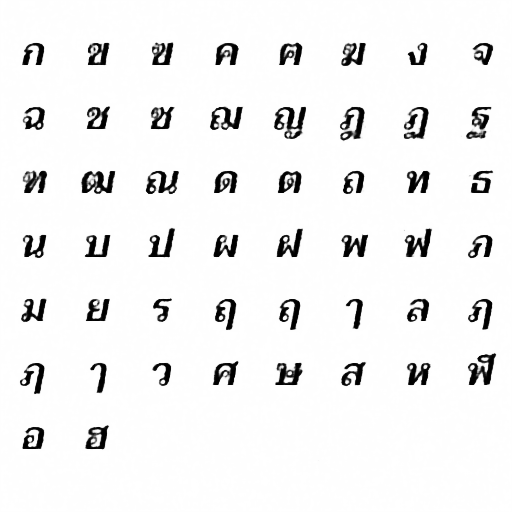 ก ข ฃ ค ฅ ฆ ง จ
ฉ ช ซ ฌ ญ ฎ ฏ ฐ
ฑ ฒ ณ ด ต ถ ท ธ
น บ ป ผ ฝ พ ฟ ภ
ม ย ร ฤ ฤ ๅ ล ฦ
ฦ ๅ ว ศ ษ ส ห ฬ
อ ฮ